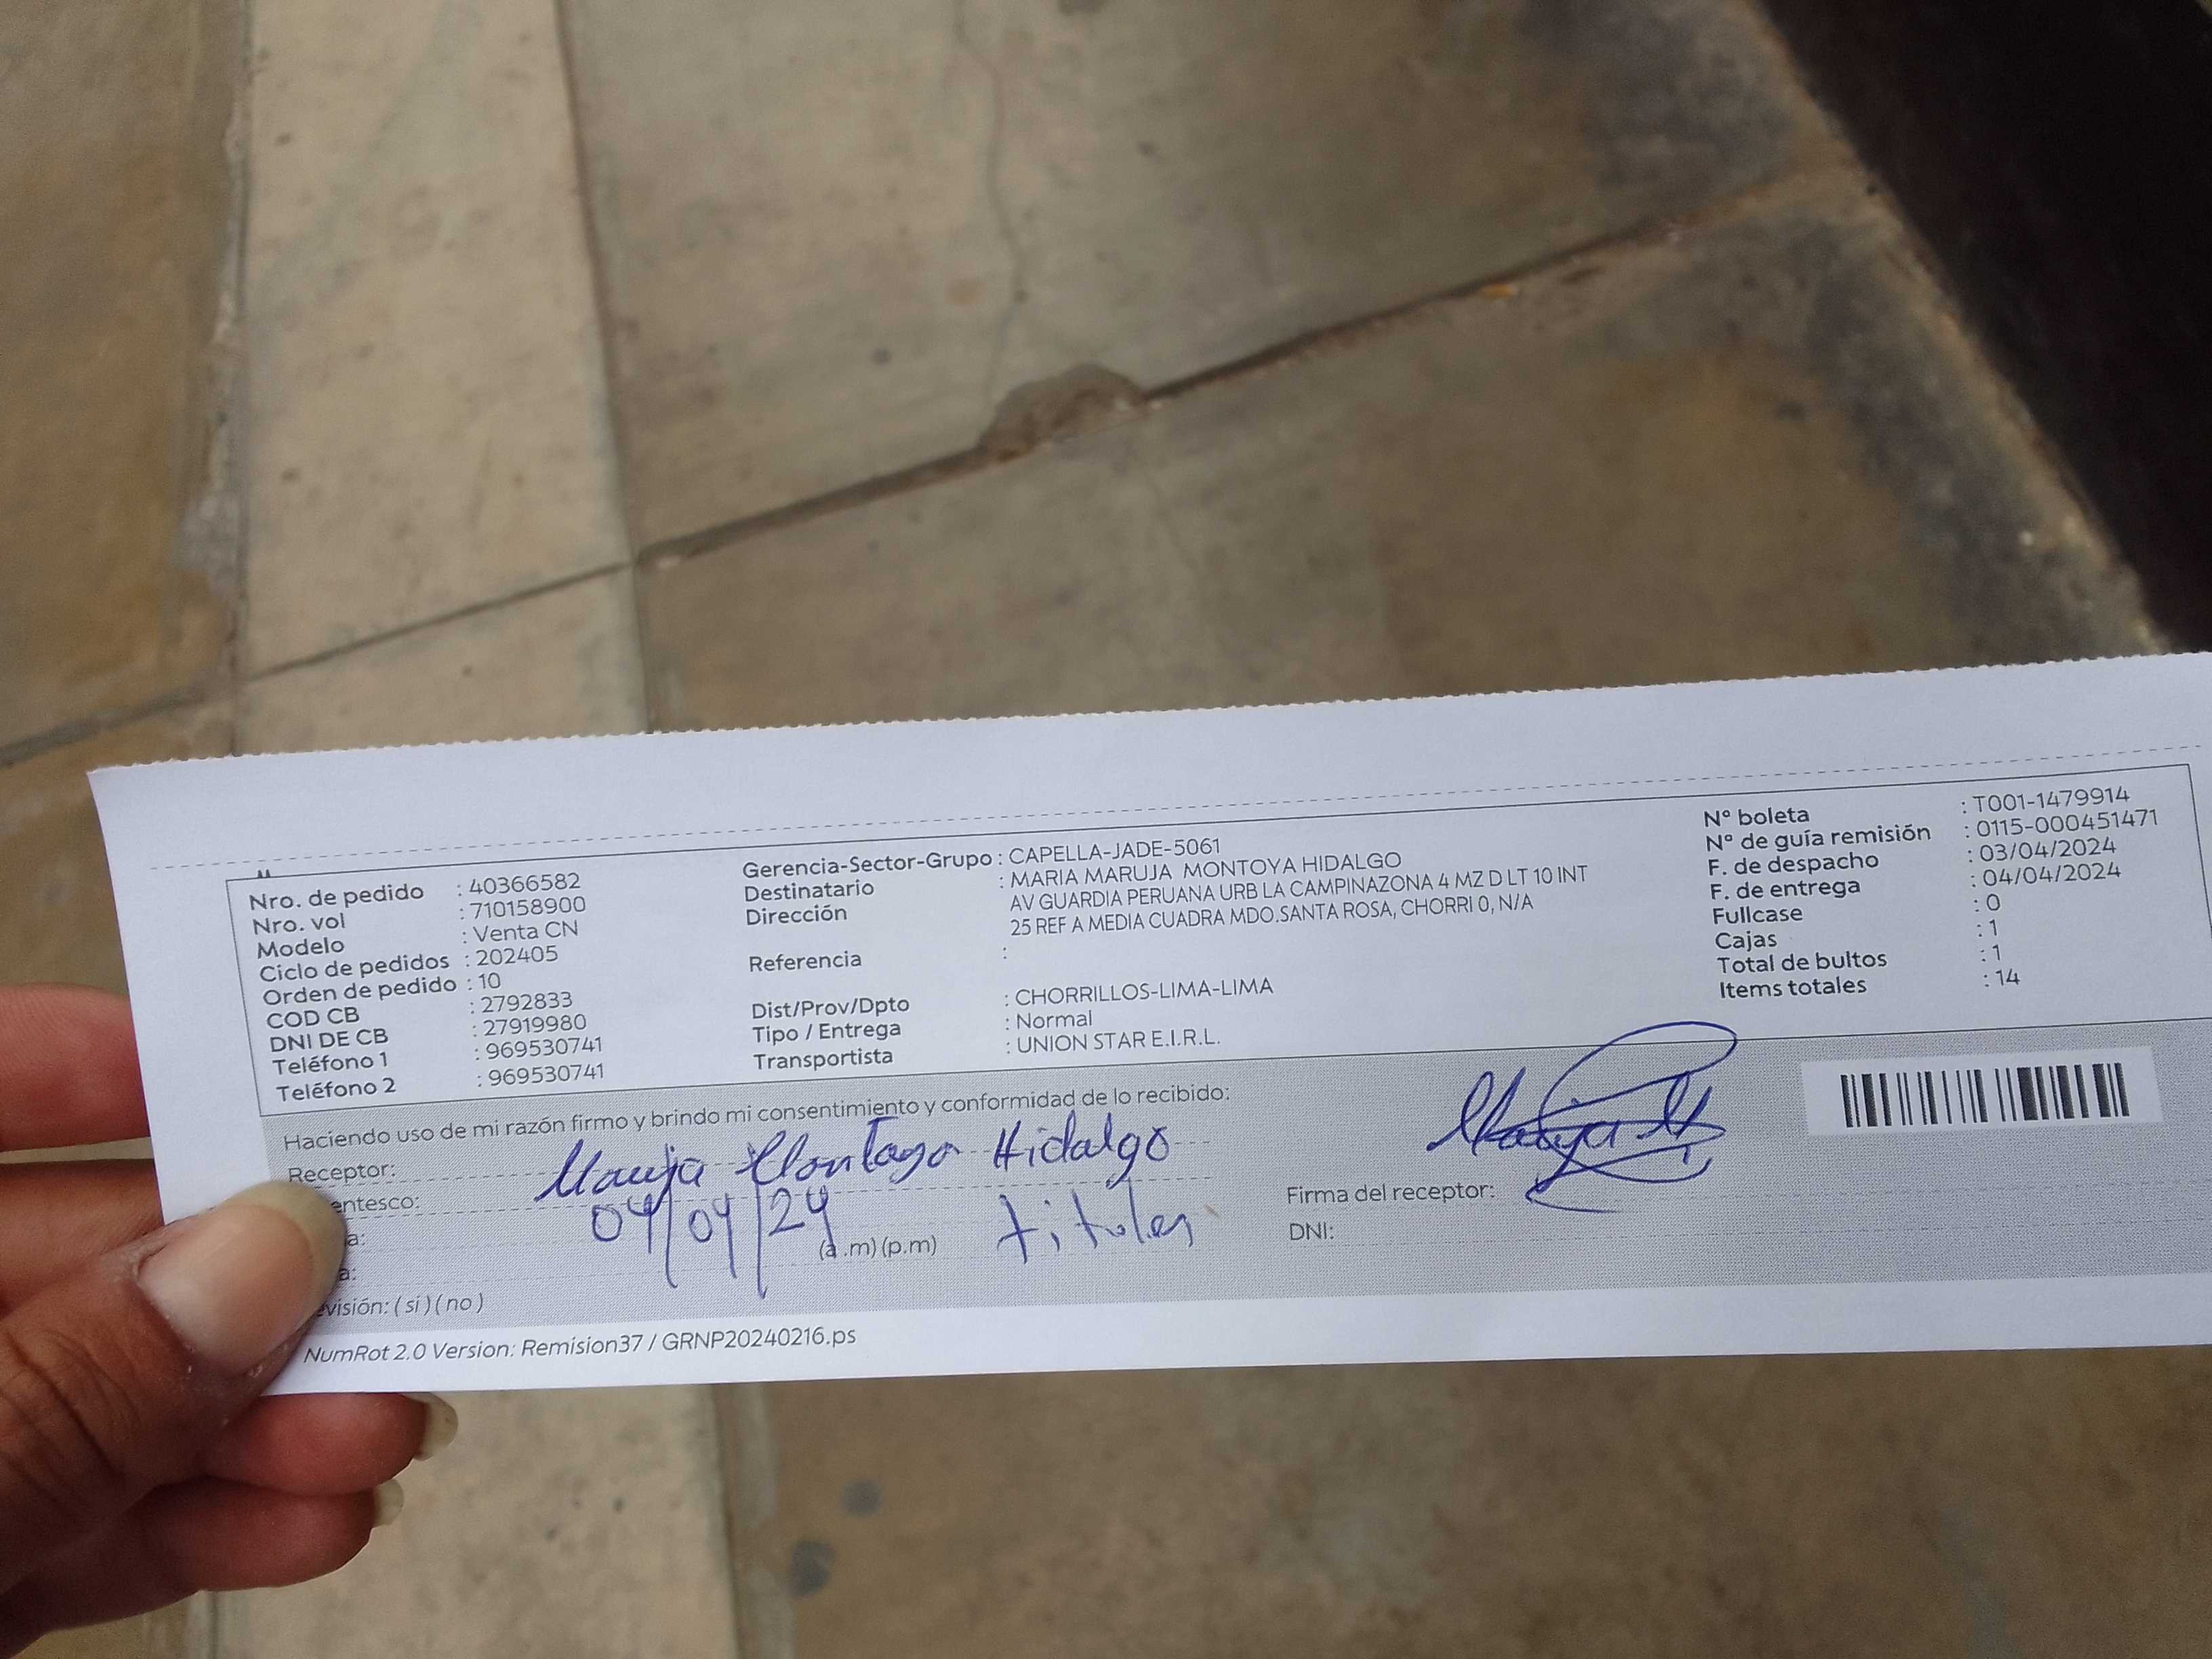 Nro. de pedido : 40366582
Nro. vol : 710158900
Modelo : Venta CN
Ciclo de pedidos : 202405
Orden de pedido : 10
COD CB : 2792833
DNI DE CB : 27919980
Teléfono 1 : 969530741
Teléfono 2 : 969530741
Gerencia-Sector-Grupo : CAPELLA-JADE-5061
Destinatario : MARIA MARUJA MONTOYA HIDALGO
Dirección AV GUARDIA PERUANA URB LA CAMPINAZONA 4 MZ D LT 10 INT
25 REF A MEDIA CUADRA MDO.SANTA ROSA, CHORRI 0, N/A
Referencia :
Dist/Prov/Dpto : CHORRILLOS-LIMA-LIMA
Tipo / Entrega : Normal
Transportista : UNION STAR E.I.R.L.
Nº boleta : T001-1479914
Nº de guía remisión : 0115-000451471
F. de despacho : 03/04/2024
F. de entrega : 04/04/2024
Fullcase : 0
Cajas : 1
Total de bultos : 1
Items totales : 14
Haciendo uso de mi razón firmo y brindo mi consentimiento y conformidad de lo recibido:
Receptor: Maruja Montoya Hidalgo
entesco:
a: 04/04/24 titular
a: (a .m) (p.m)
evisión: ( si ) ( no )
Firma del receptor:
DNI:
NumRot 2.0 Version: Remision37 / GRNP20240216.ps